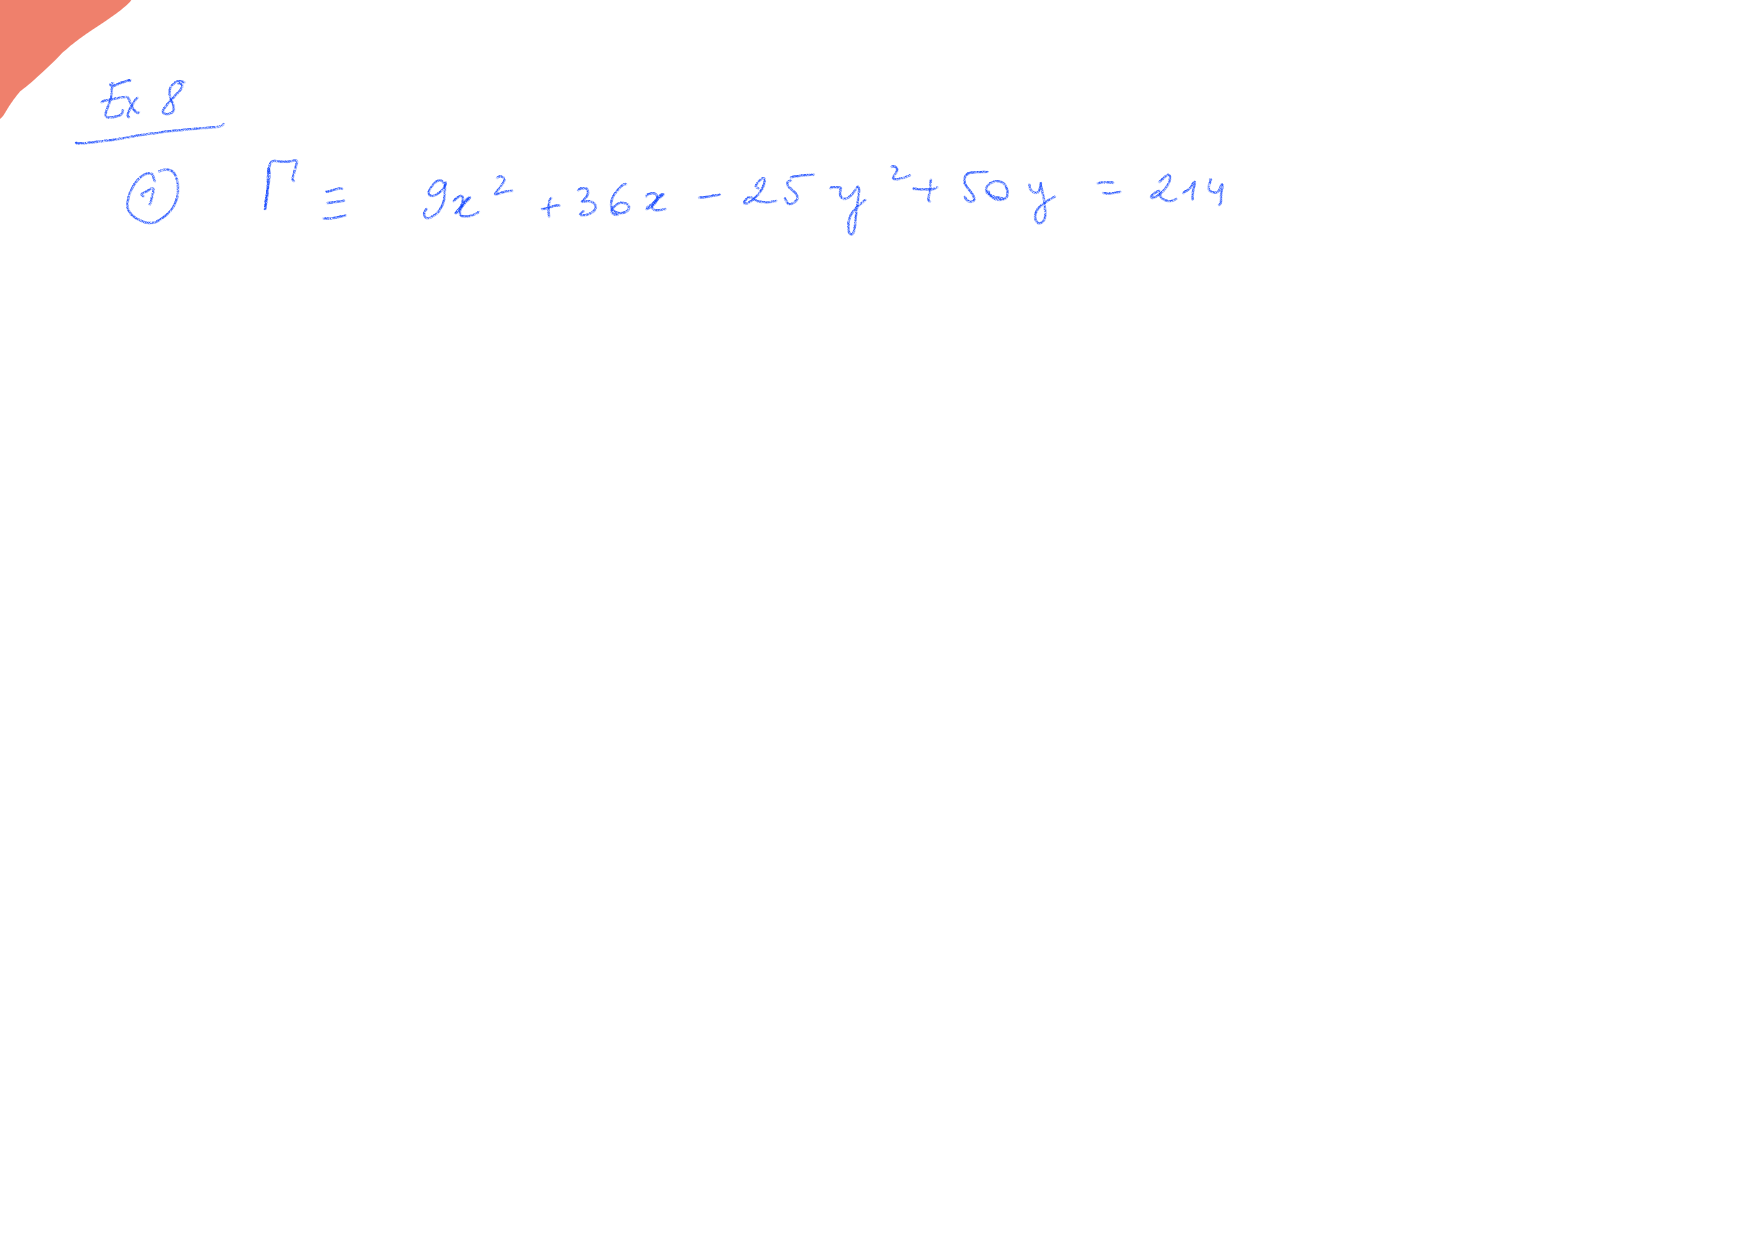 Ex 8
① Γ ≡ 9x² + 36x - 25y² + 50y = 214